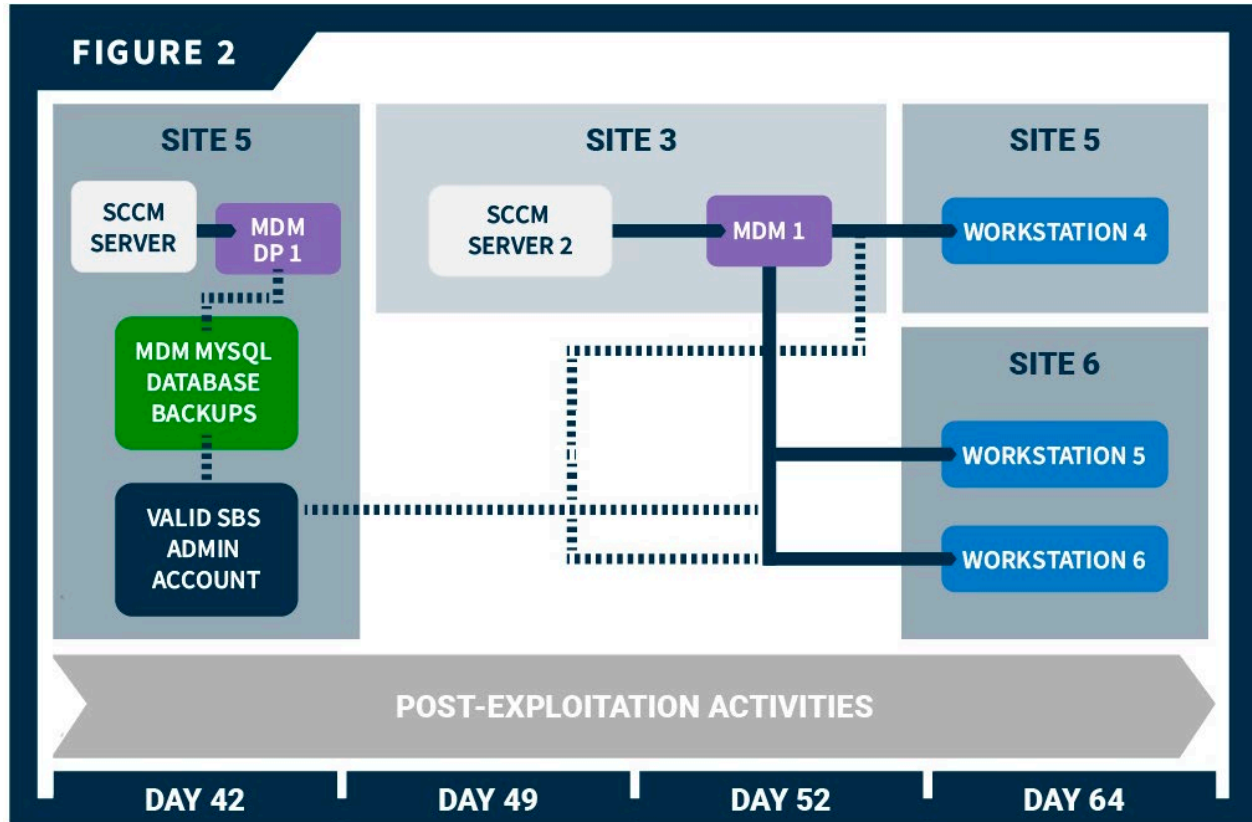 FIGURE 2
SITE 5
SCCM
SERVER
MDM
DP 1
MDM MYSQL
DATABASE
BACKUPS
VALID SBS
ADMIN
ACCOUNT
SITE 3
SCCM
SERVER 2
MDM 1
SITE 5
WORKSTATION 4
SITE 6
WORKSTATION 5
WORKSTATION 6
POST-EXPLOITATION ACTIVITIES
DAY 42
DAY 49
DAY 52
DAY 64